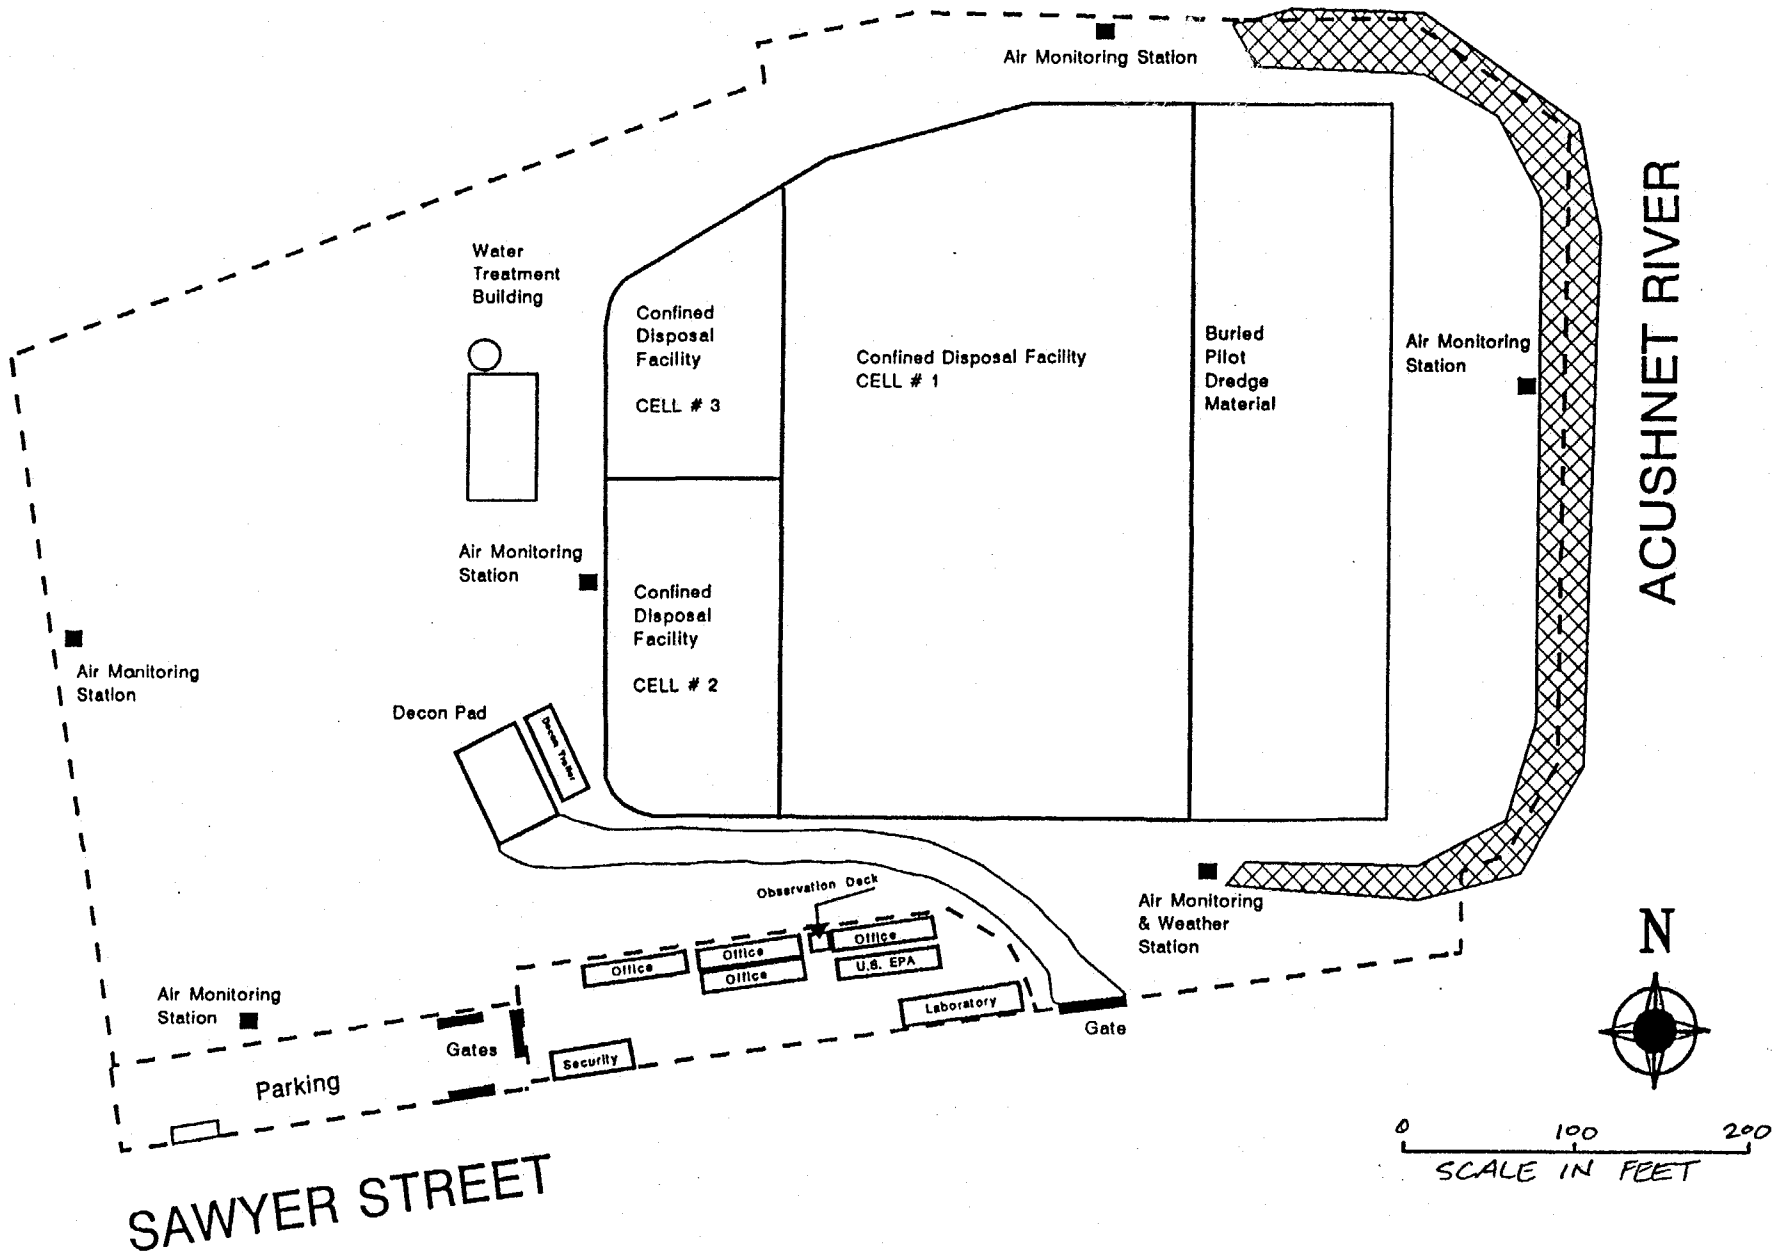 Air Monitoring Station
ACUSHNET RIVER
Water
Treatment
Building
Confined
Disposal
Facility
CELL # 3
Confined Disposal Facility
CELL # 1
Buried
Pilot
Dredge
Material
Air Monitoring
Station
Air Monitoring
Station
Confined
Disposal
Facility
CELL # 2
Air Monitoring
Station
Decon Pad
Decon Trailer
Observation Deck
Air Monitoring
& Weather
Station
N
Office
Office
Office
Office
U.S. EPA
Laboratory
Gate
Air Monitoring
Station
Gates
Security
Parking
0 100 200
SCALE IN FEET
SAWYER STREET